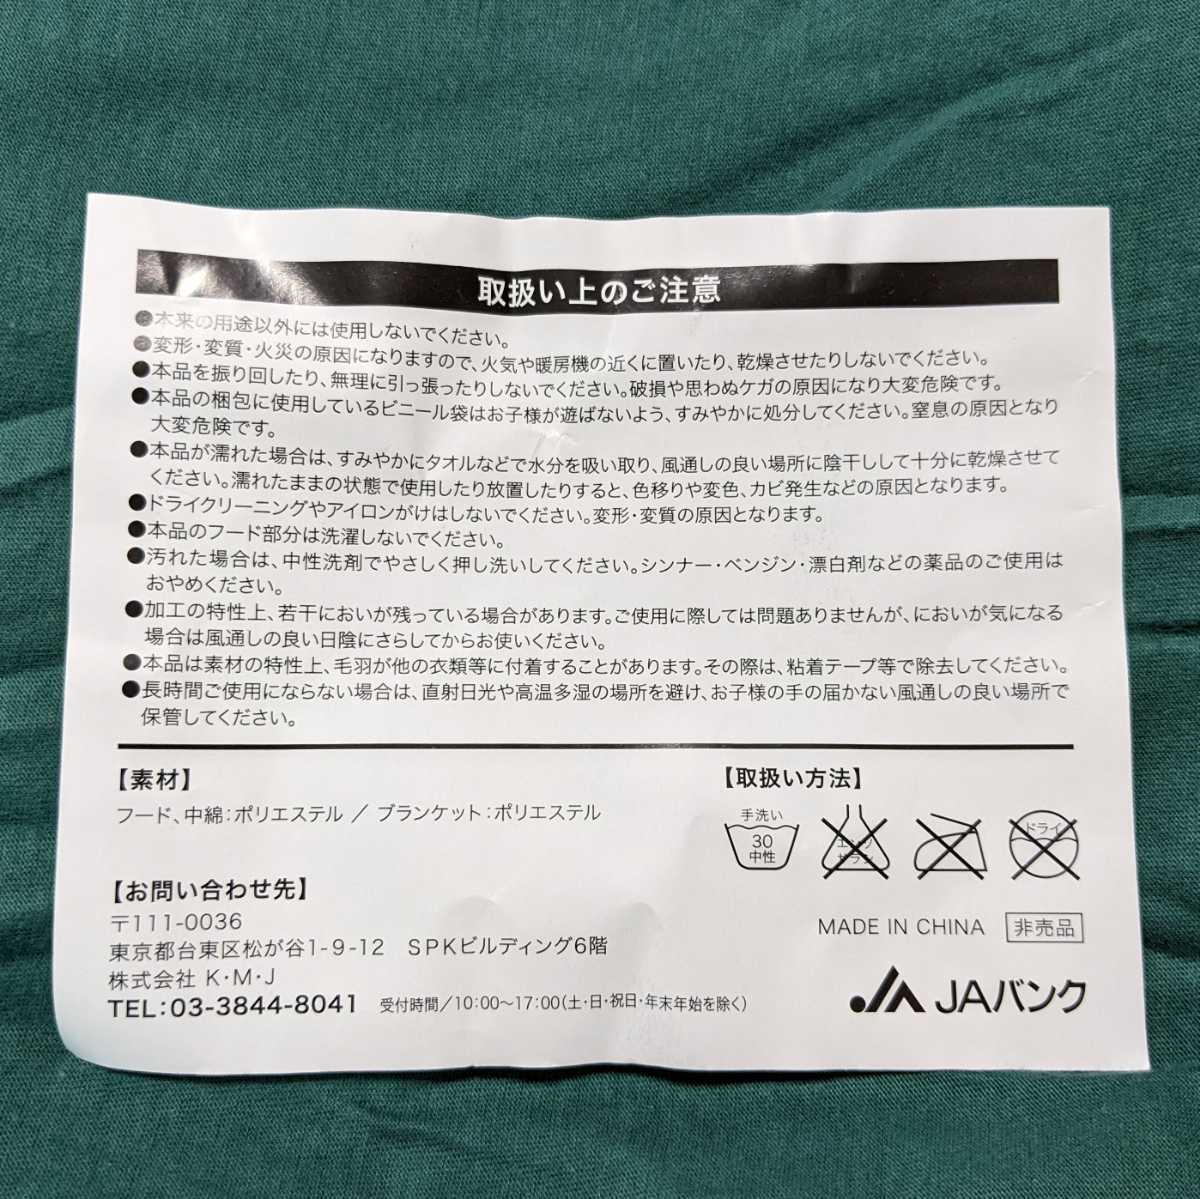 取扱い上のご注意
●本来の用途以外には使用しないでください。
●変形・変質・火災の原因になりますので、火気や暖房機の近くに置いたり、乾燥させたりしないでください。
●本品を振り回したり、無理に引っ張ったりしないでください。破損や思わぬケガの原因になり大変危険です。
●本品の梱包に使用しているビニール袋はお子様が遊ばないよう、すみやかに処分してください。窒息の原因となり
大変危険です。
●本品が濡れた場合は、すみやかにタオルなどで水分を吸い取り、風通しの良い場所に陰干しして十分に乾燥させて
ください。濡れたままの状態で使用したり放置したりすると、色移りや変色、カビ発生などの原因となります。
●ドライクリーニングやアイロンがけはしないでください。変形・変質の原因となります。
●本品のフード部分は洗濯しないでください。
●汚れた場合は、中性洗剤でやさしく押し洗いしてください。シンナー・ベンジン・漂白剤などの薬品のご使用は
おやめください。
●加工の特性上、若干においが残っている場合があります。ご使用に際しては問題ありませんが、においが気になる
場合は風通しの良い日陰にさらしてからお使いください。
●本品は素材の特性上、毛羽が他の衣類等に付着することがあります。その際は、粘着テープ等で除去してください。
●長時間ご使用にならない場合は、直射日光や高温多湿の場所を避け、お子様の手の届かない風通しの良い場所で
保管してください。
【素材】
フード、中綿：ポリエステル ／ ブランケット：ポリエステル
【取扱い方法】
手洗い
30
中性
エンソ
サラシ
ドライ
【お問い合わせ先】
〒111-0036
東京都台東区松が谷1-9-12　SPKビルディング6階
株式会社 K・M・J
TEL：03-3844-8041　受付時間／10:00～17:00（土・日・祝日・年末年始を除く）
MADE IN CHINA 非売品
JAバンク